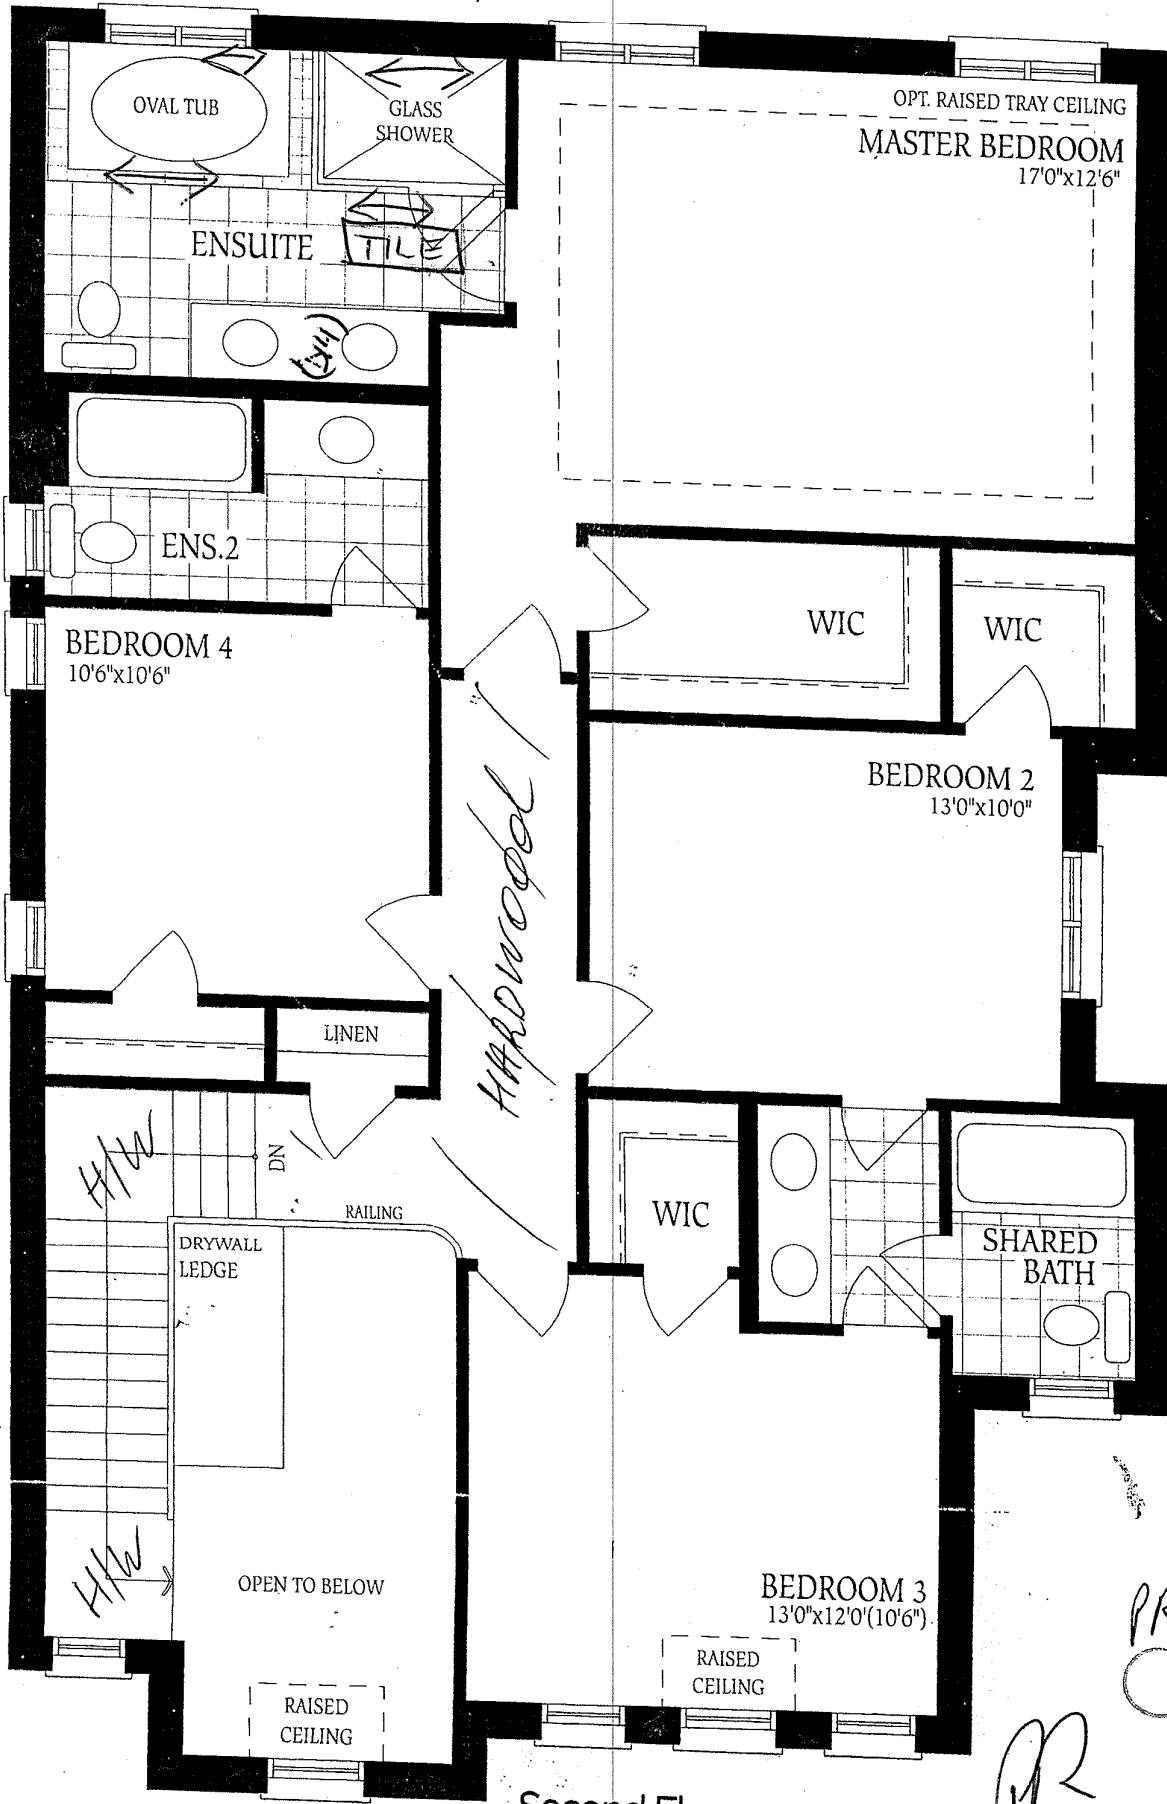 OVAL TUB
GLASS
SHOWER
OPT. RAISED TRAY CEILING
MASTER BEDROOM
17'0"x12'6"
ENSUITE
TILE
ENS.2
WIC
WIC
BEDROOM 4
10'6"x10'6"
BEDROOM 2
13'0"x10'0"
HARDWOOD
LINEN
H/W
DN
RAILING
DRYWALL
LEDGE
WIC
SHARED
BATH
H/W
OPEN TO BELOW
BEDROOM 3
13'0"x12'0"(10'6")
RAISED
CEILING
RAISED
CEILING